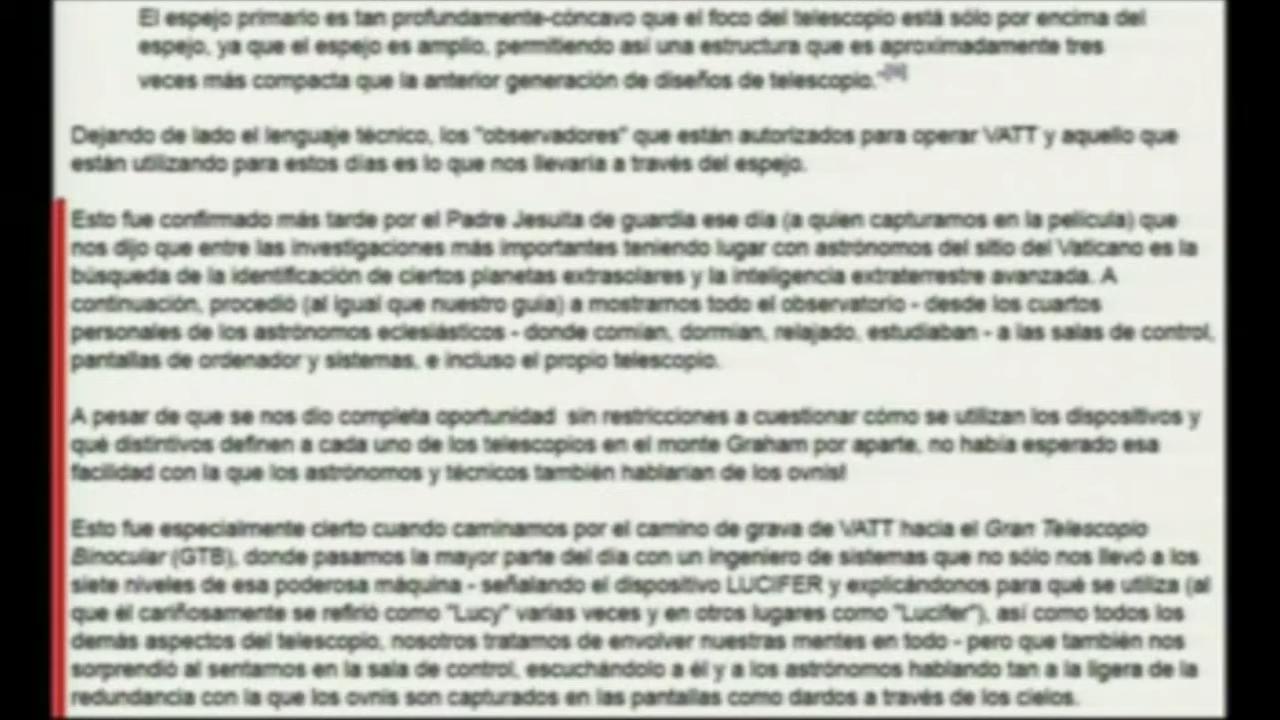 El espejo primario es tan profundamente-cóncavo que el foco del telescopio está sólo por encima del
espejo, ya que el espejo es amplio, permitiendo así una estructura que es aproximadamente tres
veces más compacta que la anterior generación de diseños de telescopio."
Dejando de lado el lenguaje técnico, los "observadores" que están autorizados para operar VATT y aquello que
están utilizando para estos días es lo que nos llevaría a través del espejo.
Esto fue confirmado más tarde por el Padre Jesuita de guardia ese día (a quien capturamos en la película) que
nos dijo que entre las investigaciones más importantes teniendo lugar con astrónomos del sitio del Vaticano es la
búsqueda de la identificación de ciertos planetas extrasolares y la inteligencia extraterrestre avanzada. A
continuación, procedió (al igual que nuestro guía) a mostrarnos todo el observatorio - desde los cuartos
personales de los astrónomos eclesiásticos - donde comían, dormían, relajado, estudiaban - a las salas de control,
pantallas de ordenador y sistemas, e incluso el propio telescopio.
A pesar de que se nos dio completa oportunidad sin restricciones a cuestionar cómo se utilizan los dispositivos y
qué distintivos definen a cada uno de los telescopios en el monte Graham por aparte, no había esperado esa
facilidad con la que los astrónomos y técnicos también hablarían de los ovnis!
Esto fue especialmente cierto cuando caminamos por el camino de grava de VATT hacia el Gran Telescopio
Binocular (GTB), donde pasamos la mayor parte del día con un ingeniero de sistemas que no sólo nos llevó a los
siete niveles de esa poderosa máquina - señalando el dispositivo LUCIFER y explicándonos para qué se utiliza (al
que él cariñosamente se refirió como "Lucy" varias veces y en otros lugares como "Lucifer"), así como todos los
demás aspectos del telescopio, nosotros tratamos de envolver nuestras mentes en todo - pero que también nos
sorprendió al sentarnos en la sala de control, escuchándolo a él y a los astrónomos hablando tan a la ligera de la
redundancia con la que los ovnis son capturados en las pantallas como dardos a través de los cielos.